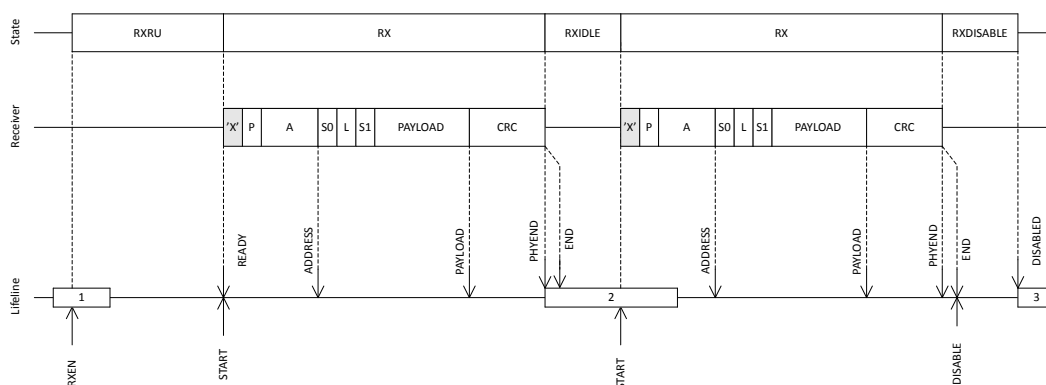 State
RXRU
RX
RXIDLE
RX
RXDISABLE
Receiver
'X'
P
A
S0
L
S1
PAYLOAD
CRC
'X'
P
A
S0
L
S1
PAYLOAD
CRC
READY
ADDRESS
PAYLOAD
PHYEND
END
ADDRESS
PAYLOAD
PHYEND
END
DISABLED
Lifeline
1
2
3
RXEN
START
START
DISABLE